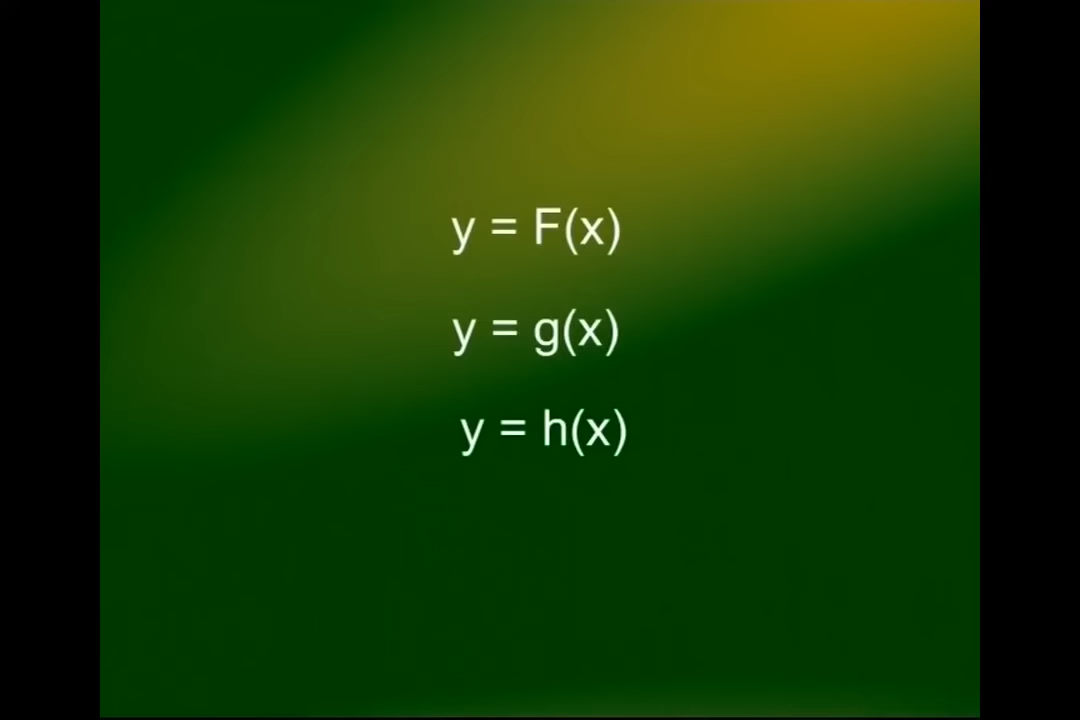 y = F(x)
y = g(x)
y = h(x)